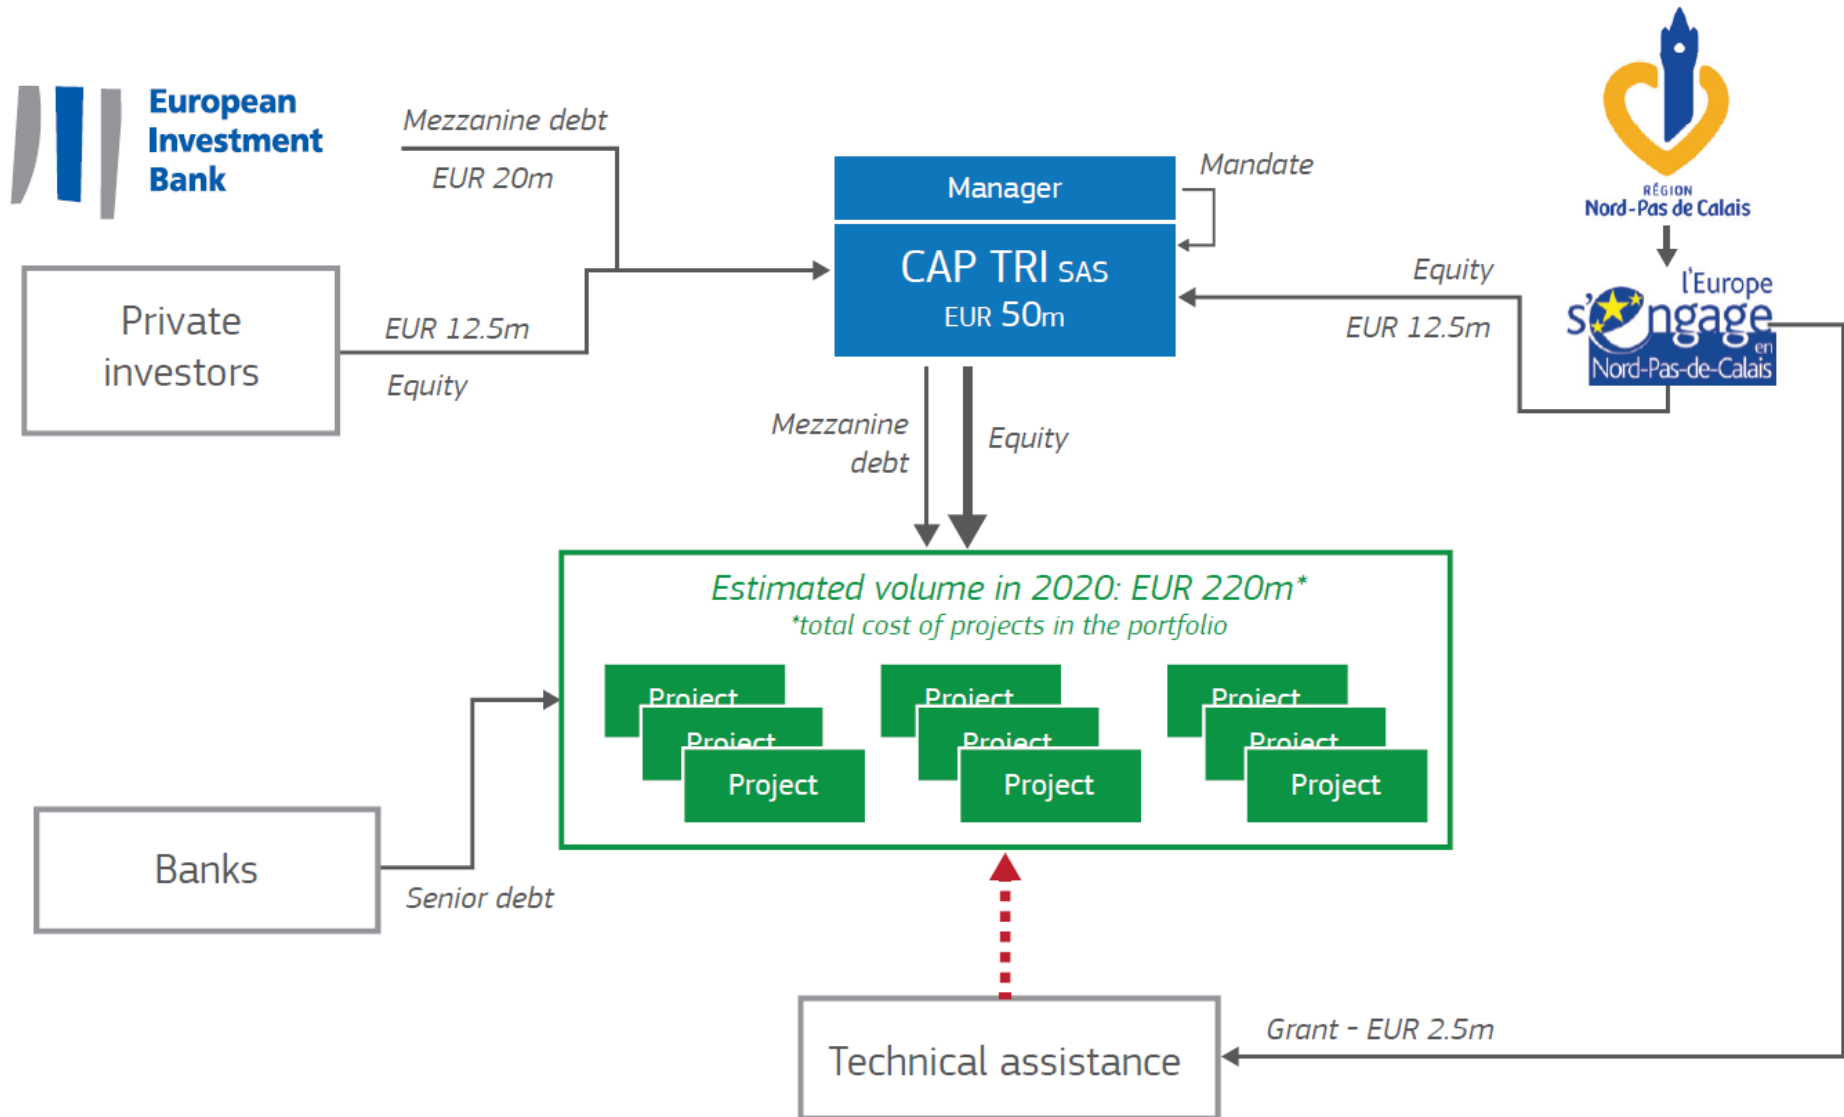 European
Investment
Bank
Mezzanine debt
EUR 20m
Private
investors
EUR 12.5m
Equity
Manager
Mandate
CAP TRI SAS
EUR 50m
RÉGION
Nord-Pas de Calais
Equity
EUR 12.5m
l'Europe
s'engage
en
Nord-Pas-de-Calais
Mezzanine
debt
Equity
Estimated volume in 2020: EUR 220m*
*total cost of projects in the portfolio
Project
Project
Project
Project
Project
Project
Project
Project
Project
Banks
Senior debt
Technical assistance
Grant - EUR 2.5m